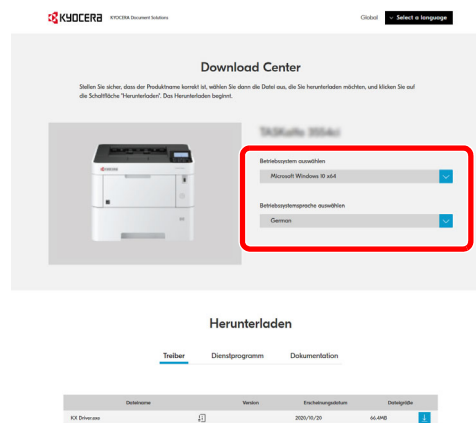 KYOCERA KYOCERA Document Solutions Global Select a language
Download Center
Stellen Sie sicher, dass der Produktname korrekt ist, wählen Sie dann die Datei aus, die Sie herunterladen möchten, und klicken Sie auf
die Schaltfläche "Herunterladen". Das Herunterladen beginnt.
Betriebssystem auswählen
Microsoft Windows 10 x64
Betriebssystemsprache auswählen
German
Herunterladen
Treiber Dienstprogramm Dokumentation
Dateiname Version Erscheinungsdatum Dateigröße
KX Driver.exe 2020/10/20 66.4MB